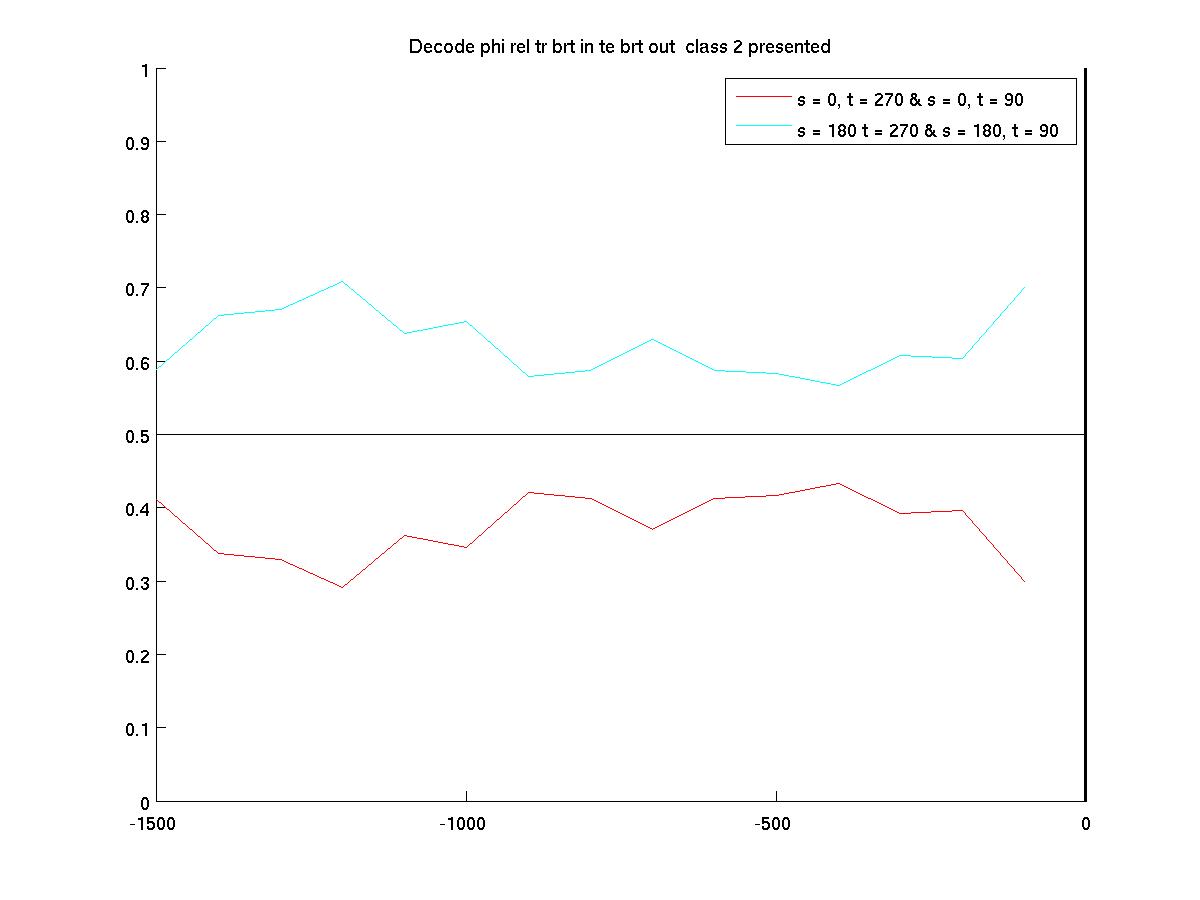 Decode phi rel tr brt in te brt out  class 2 presented
s = 0, t = 270 & s = 0, t = 90
s = 180 t = 270 & s = 180, t = 90
1
0.9
0.8
0.7
0.6
0.5
0.4
0.3
0.2
0.1
0
-1500 -1000 -500 0